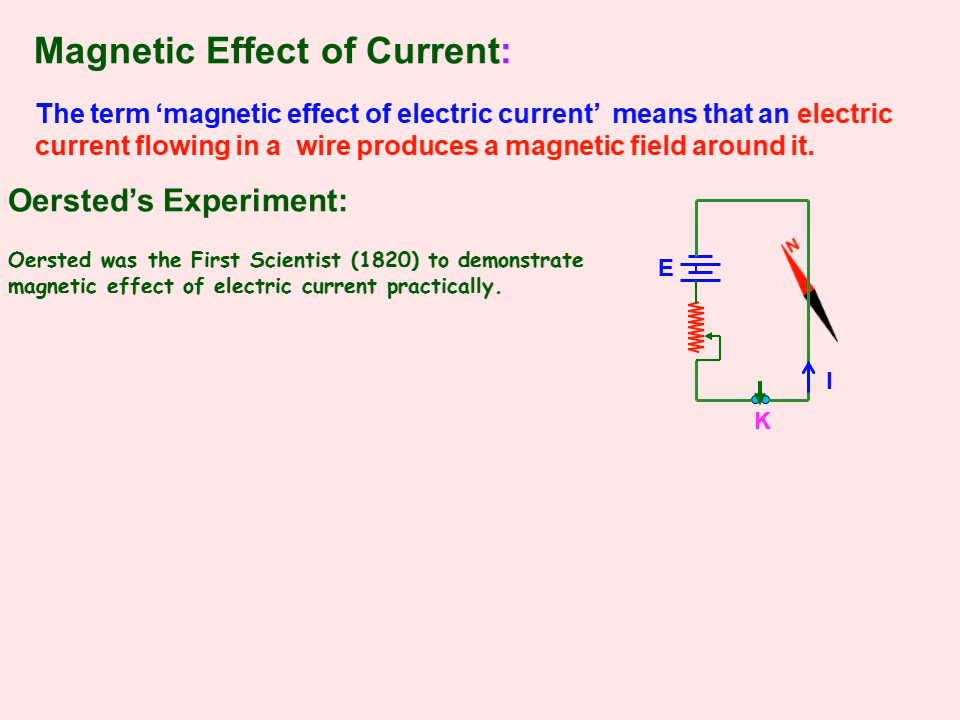 Magnetic Effect of Current:
The term ‘magnetic effect of electric current’ means that an electric
current flowing in a wire produces a magnetic field around it.
Oersted’s Experiment:
Oersted was the First Scientist (1820) to demonstrate
magnetic effect of electric current practically.
N
E
I
K